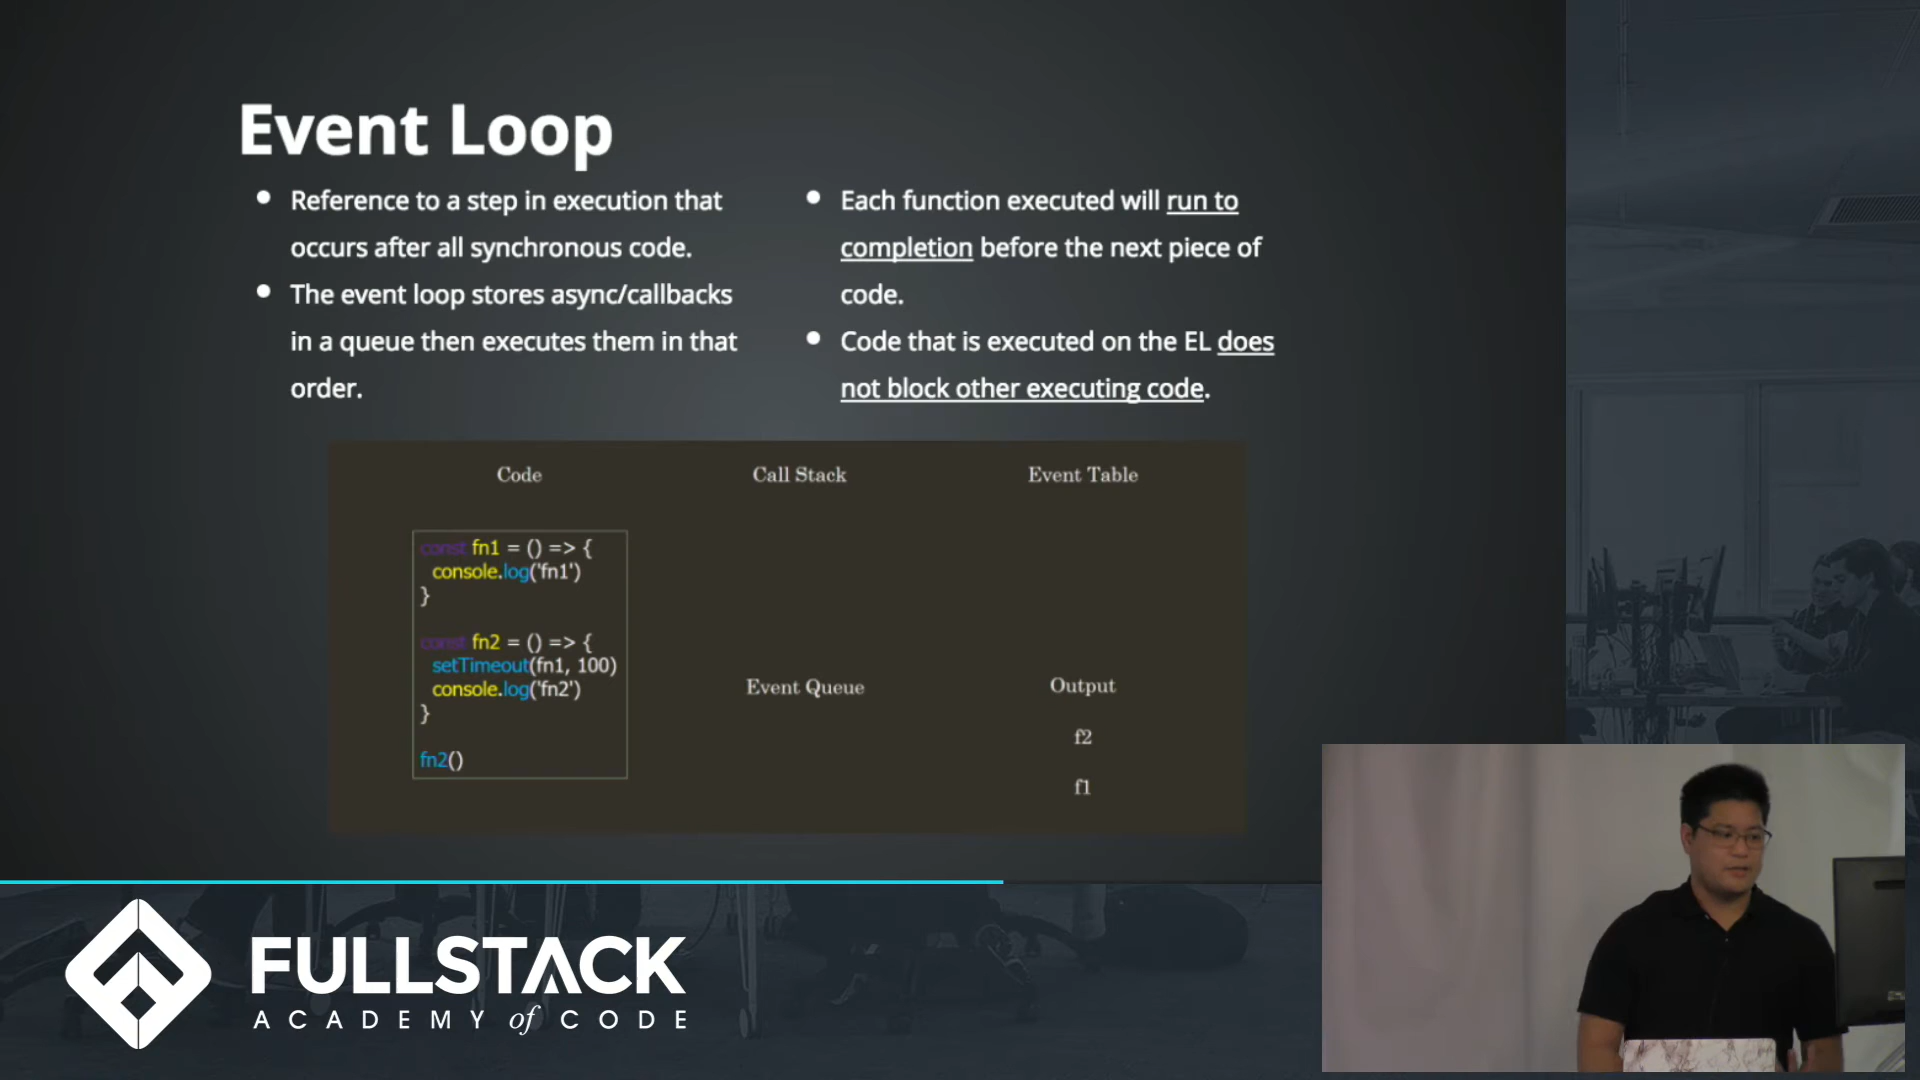 Event Loop
• Reference to a step in execution that
occurs after all synchronous code.
• The event loop stores async/callbacks
in a queue then executes them in that
order.
• Each function executed will run to
completion before the next piece of
code.
• Code that is executed on the EL does
not block other executing code.
Code
const fn1 = () => {
console.log('fn1')
}
const fn2 = () => {
setTimeout(fn1, 100)
console.log('fn2')
}
fn2()
Call Stack
Event Table
Event Queue
Output
f2
f1
FULLSTACK
ACADEMY of CODE